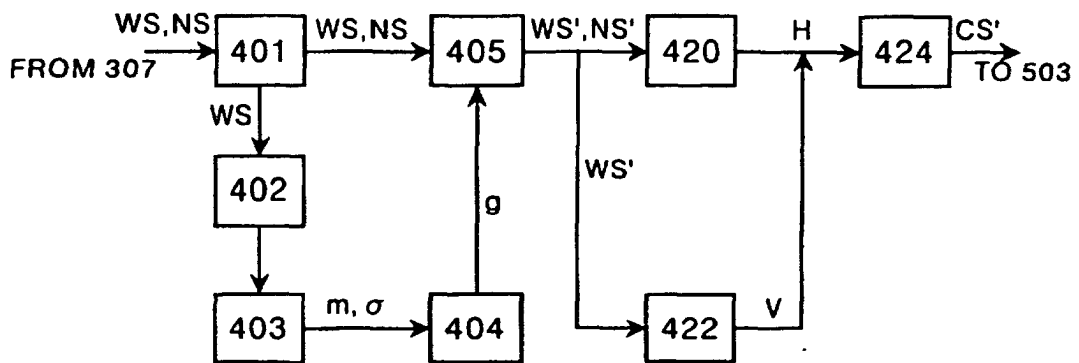 WS,NS
WS,NS
WS',NS'
H
CS'
401
405
420
424
FROM 307
TO 503
WS
402
g
WS'
403
m, σ
404
422
V